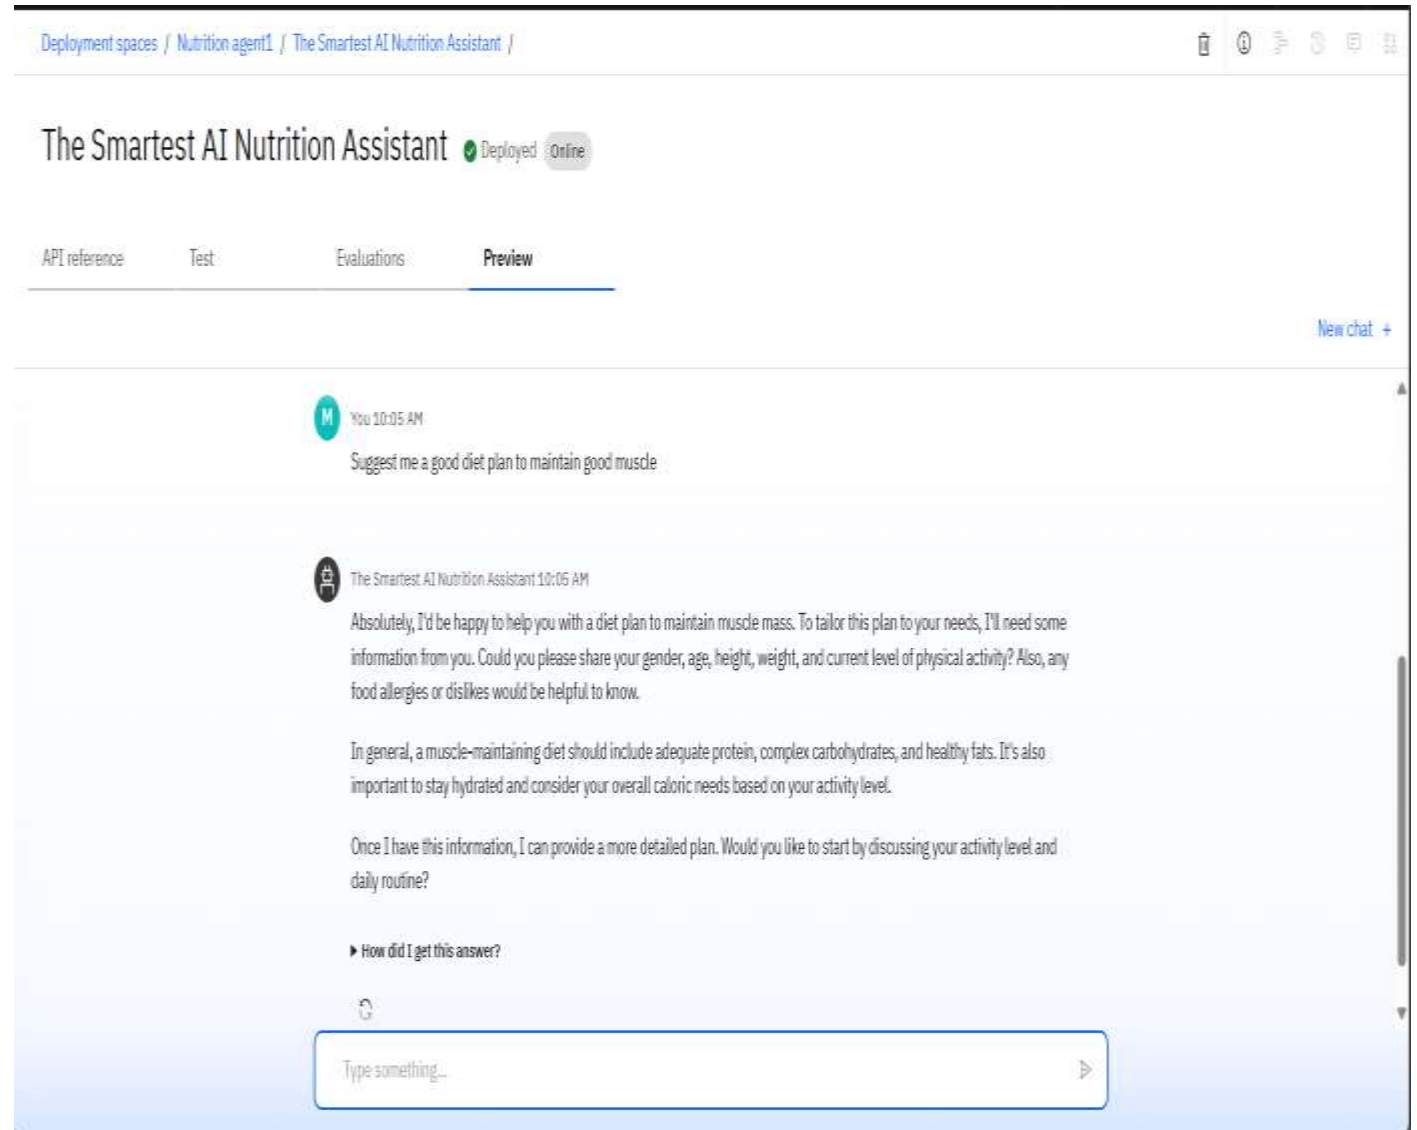 Deployment spaces / Nutrition agent1 / The Smartest AI Nutrition Assistant /
The Smartest AI Nutrition Assistant Deployed Online
API reference Test Evaluations Preview
New chat +
M You 10:05 AM
Suggest me a good diet plan to maintain good muscle
The Smartest AI Nutrition Assistant 10:05 AM
Absolutely, I'd be happy to help you with a diet plan to maintain muscle mass. To tailor this plan to your needs, I'll need some
information from you. Could you please share your gender, age, height, weight, and current level of physical activity? Also, any
food allergies or dislikes would be helpful to know.
In general, a muscle-maintaining diet should include adequate protein, complex carbohydrates, and healthy fats. It's also
important to stay hydrated and consider your overall caloric needs based on your activity level.
Once I have this information, I can provide a more detailed plan. Would you like to start by discussing your activity level and
daily routine?
How did I get this answer?
Type something...